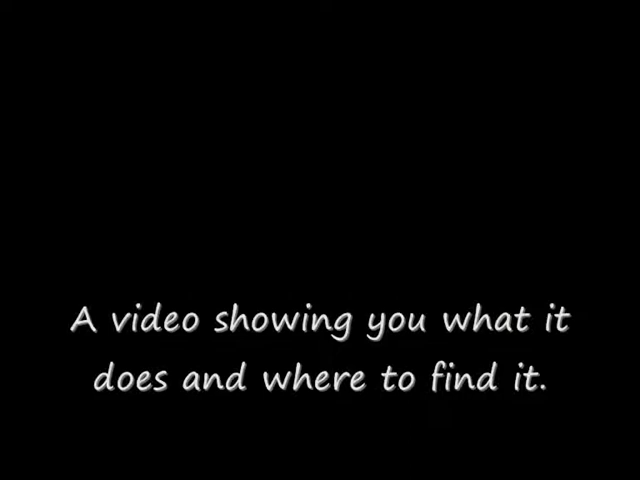 A video showing you what it
does and where to find it.